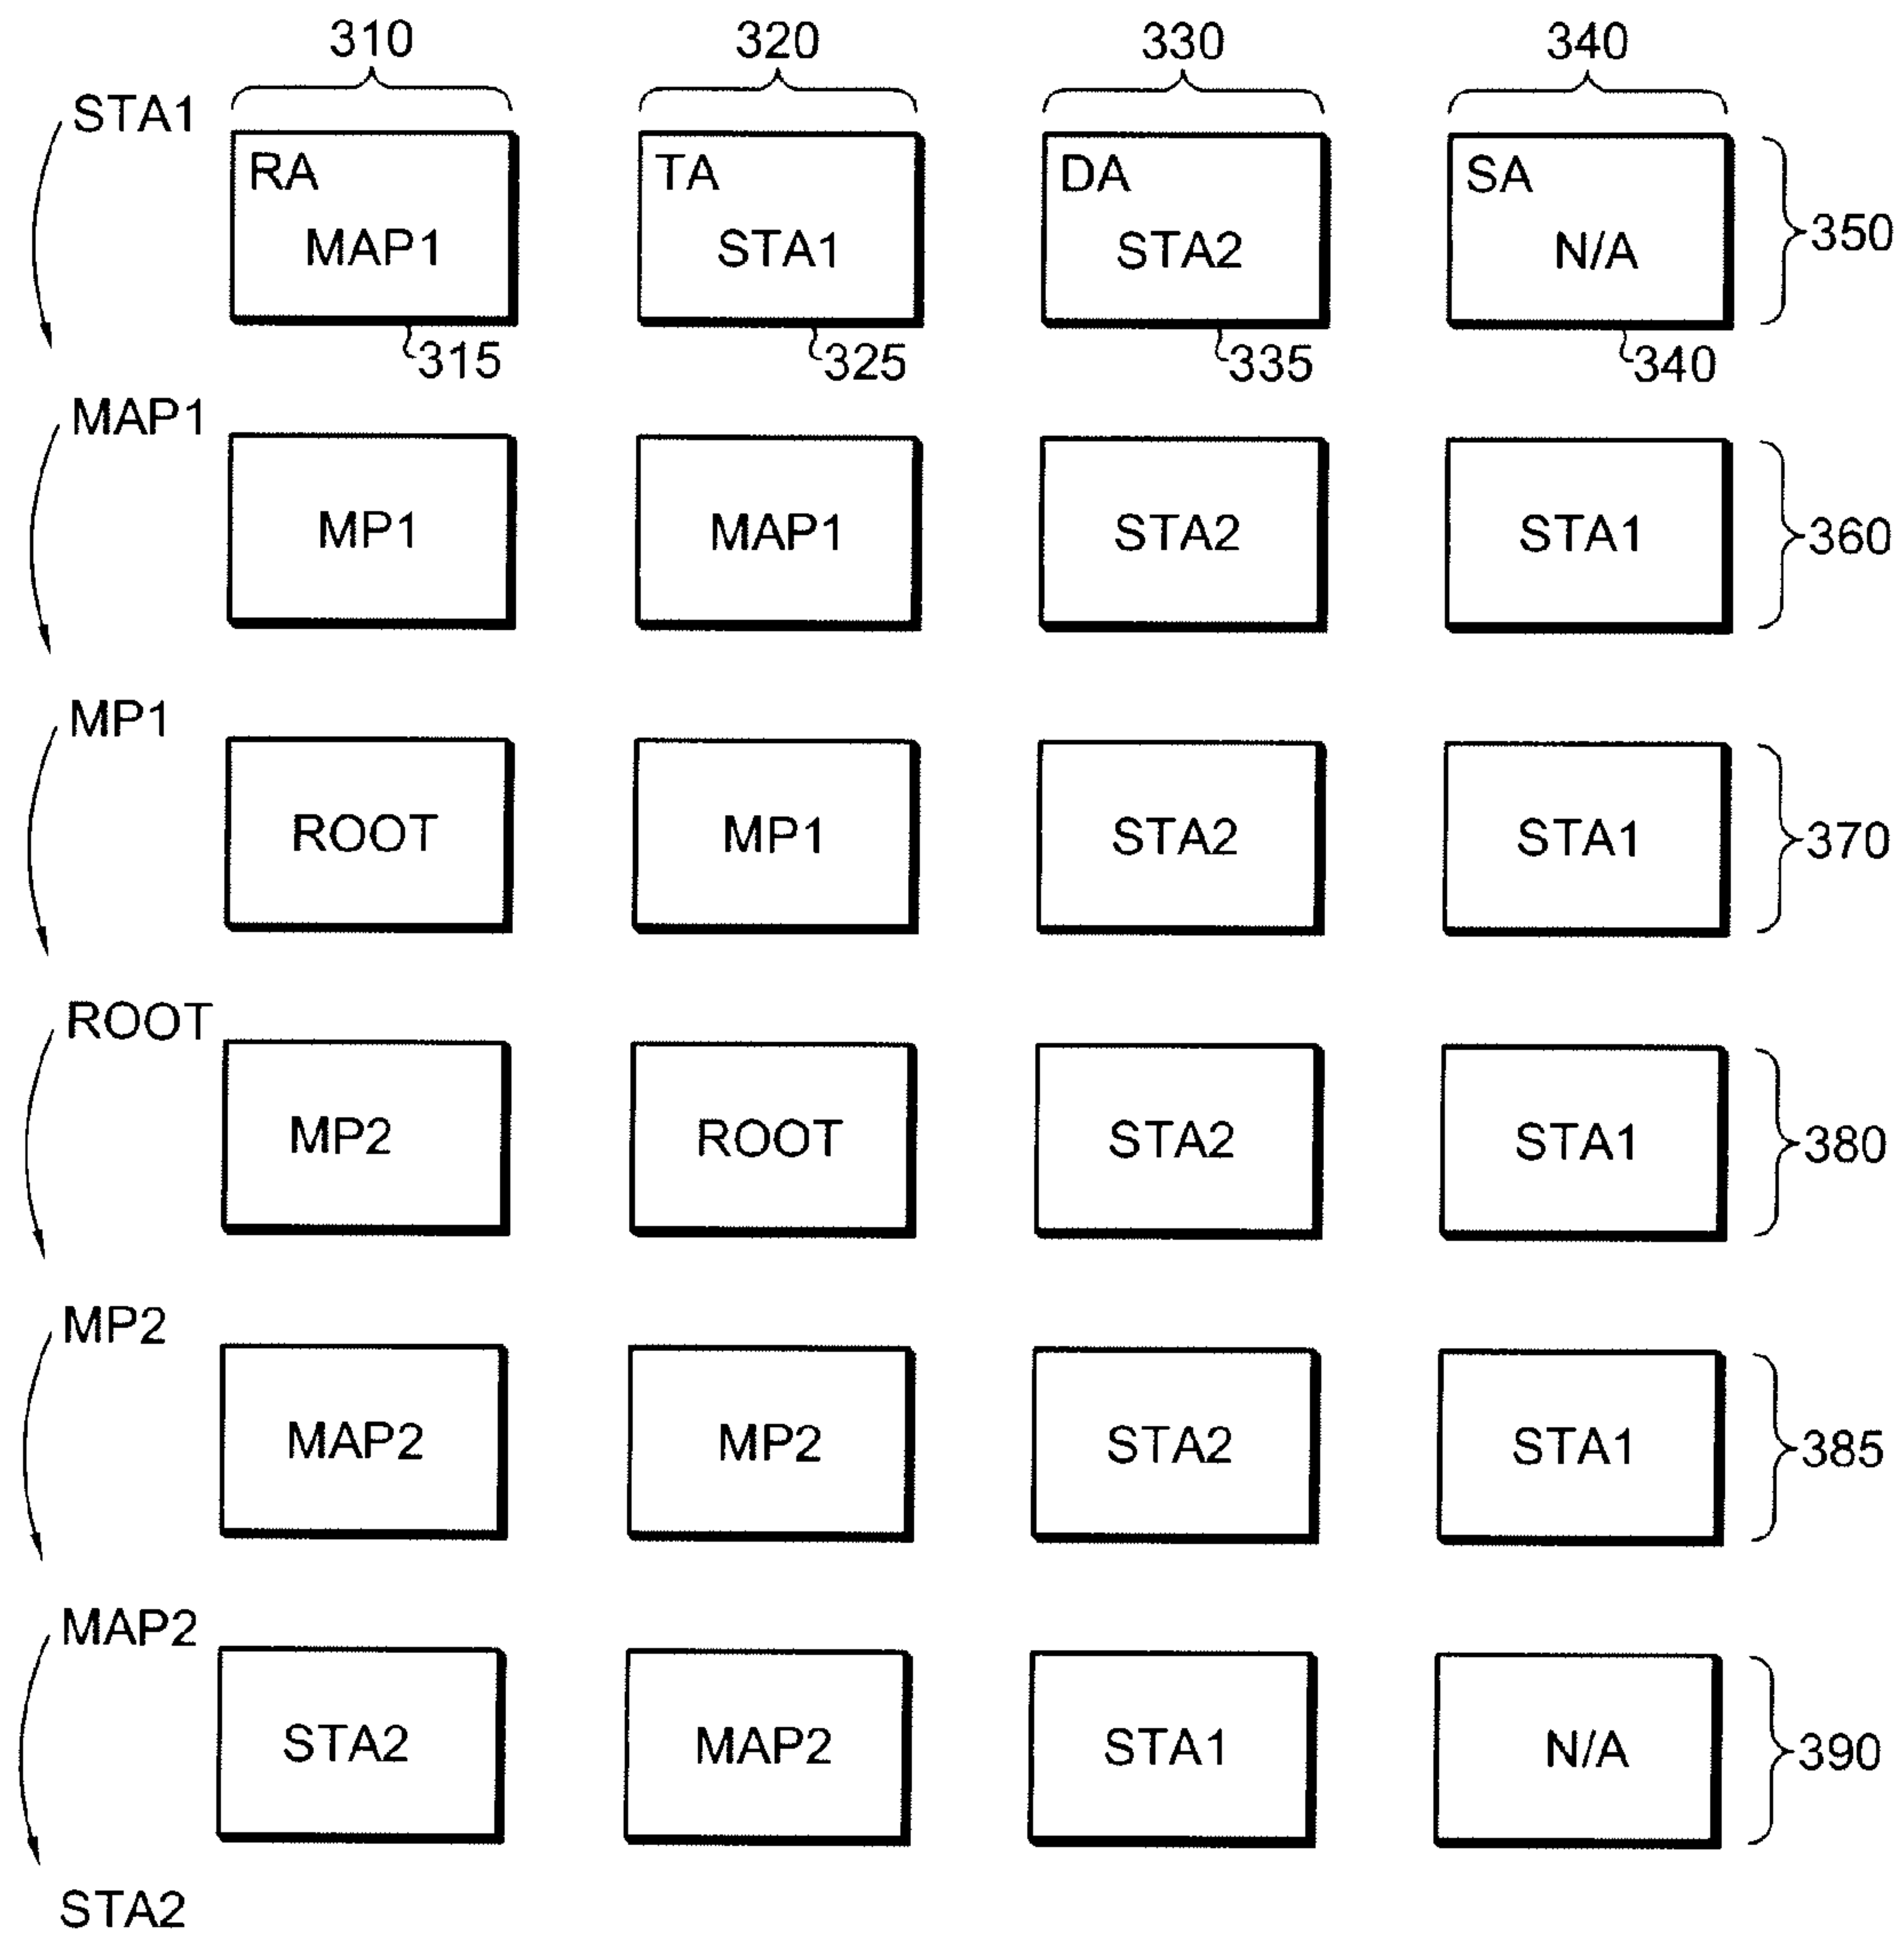 310 320 330 340
STA1
RA TA DA SA
MAP1 STA1 STA2 N/A 350
315 325 335 340
MAP1
MP1 MAP1 STA2 STA1 360
MP1
ROOT MP1 STA2 STA1 370
ROOT
MP2 ROOT STA2 STA1 380
MP2
MAP2 MP2 STA2 STA1 385
MAP2
STA2 MAP2 STA1 N/A 390
STA2